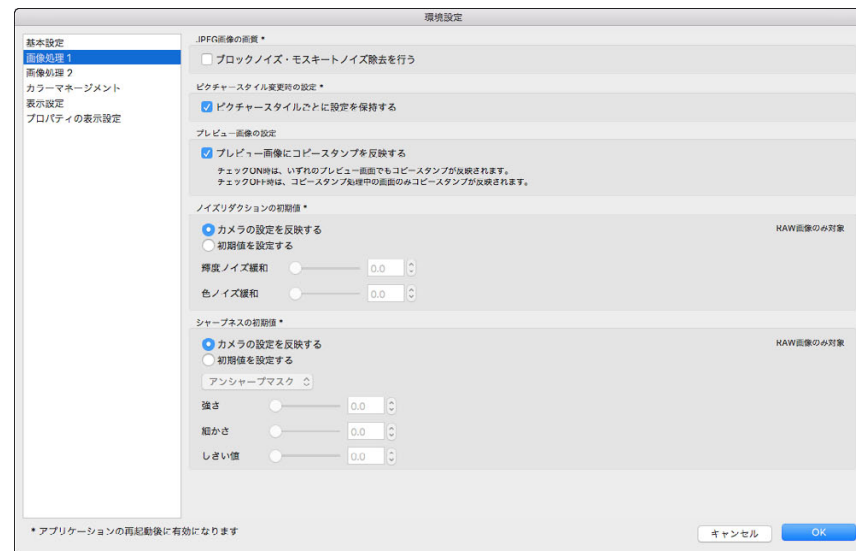 環境設定
基本設定
画像処理 1
画像処理 2
カラーマネージメント
表示設定
プロパティの表示設定
JPEG画像の画質 *
ブロックノイズ・モスキートノイズ除去を行う
ピクチャースタイル変更時の設定 *
ピクチャースタイルごとに設定を保持する
プレビュー画像の設定
プレビュー画像にコピースタンプを反映する
チェックON時は、いずれのプレビュー画面でもコピースタンプが反映されます。
チェックOFF時は、コピースタンプ処理中の画面のみコピースタンプが反映されます。
ノイズリダクションの初期値 *
カメラの設定を反映する
RAW画像のみ対象
初期値を設定する
輝度ノイズ緩和 0.0
色ノイズ緩和 0.0
シャープネスの初期値 *
カメラの設定を反映する
RAW画像のみ対象
初期値を設定する
アンシャープマスク
強さ 0.0
細かさ 0.0
しきい値 0.0
* アプリケーションの再起動後に有効になります
キャンセル
OK